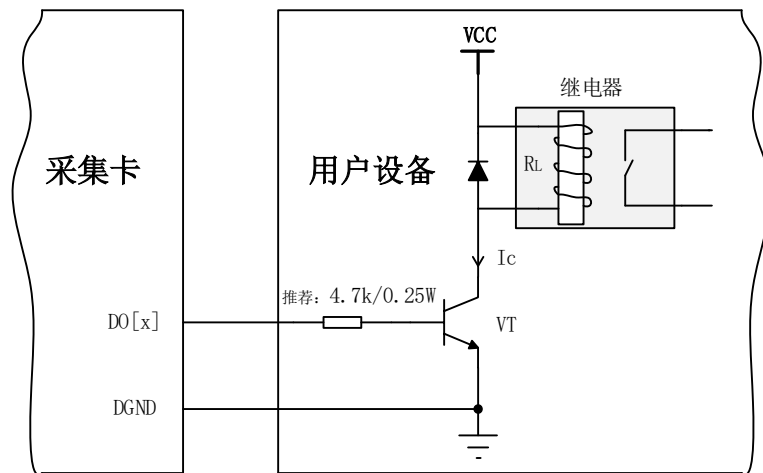 VCC
继电器
采集卡
用户设备
RL
Ic
推荐: 4.7k/0.25W
DO[x]
VT
DGND